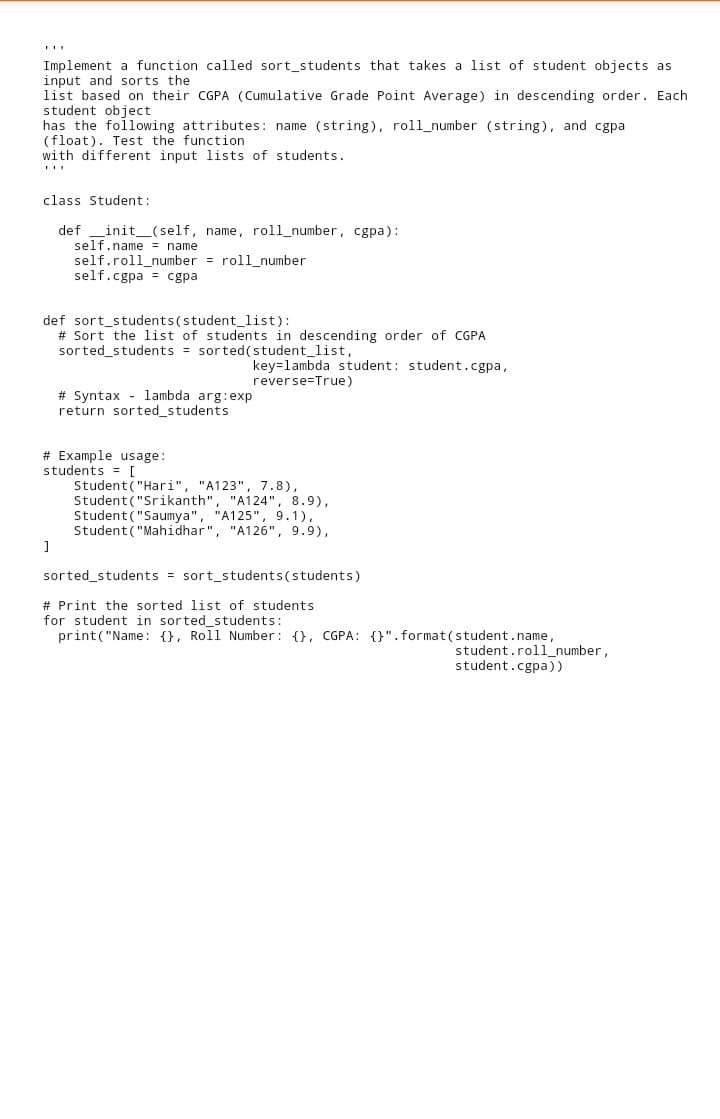 '''
Implement a function called sort_students that takes a list of student objects as
input and sorts the
list based on their CGPA (Cumulative Grade Point Average) in descending order. Each
student object
has the following attributes: name (string), roll_number (string), and cgpa
(float). Test the function
with different input lists of students.
'''

class Student:

  def __init__(self, name, roll_number, cgpa):
    self.name = name
    self.roll_number = roll_number
    self.cgpa = cgpa


def sort_students(student_list):
  # Sort the list of students in descending order of CGPA
  sorted_students = sorted(student_list,
                           key=lambda student: student.cgpa,
                           reverse=True)
  # Syntax - lambda arg:exp
  return sorted_students


# Example usage:
students = [
    Student("Hari", "A123", 7.8),
    Student("Srikanth", "A124", 8.9),
    Student("Saumya", "A125", 9.1),
    Student("Mahidhar", "A126", 9.9),
]

sorted_students = sort_students(students)

# Print the sorted list of students
for student in sorted_students:
  print("Name: {}, Roll Number: {}, CGPA: {}".format(student.name,
                                                     student.roll_number,
                                                     student.cgpa))